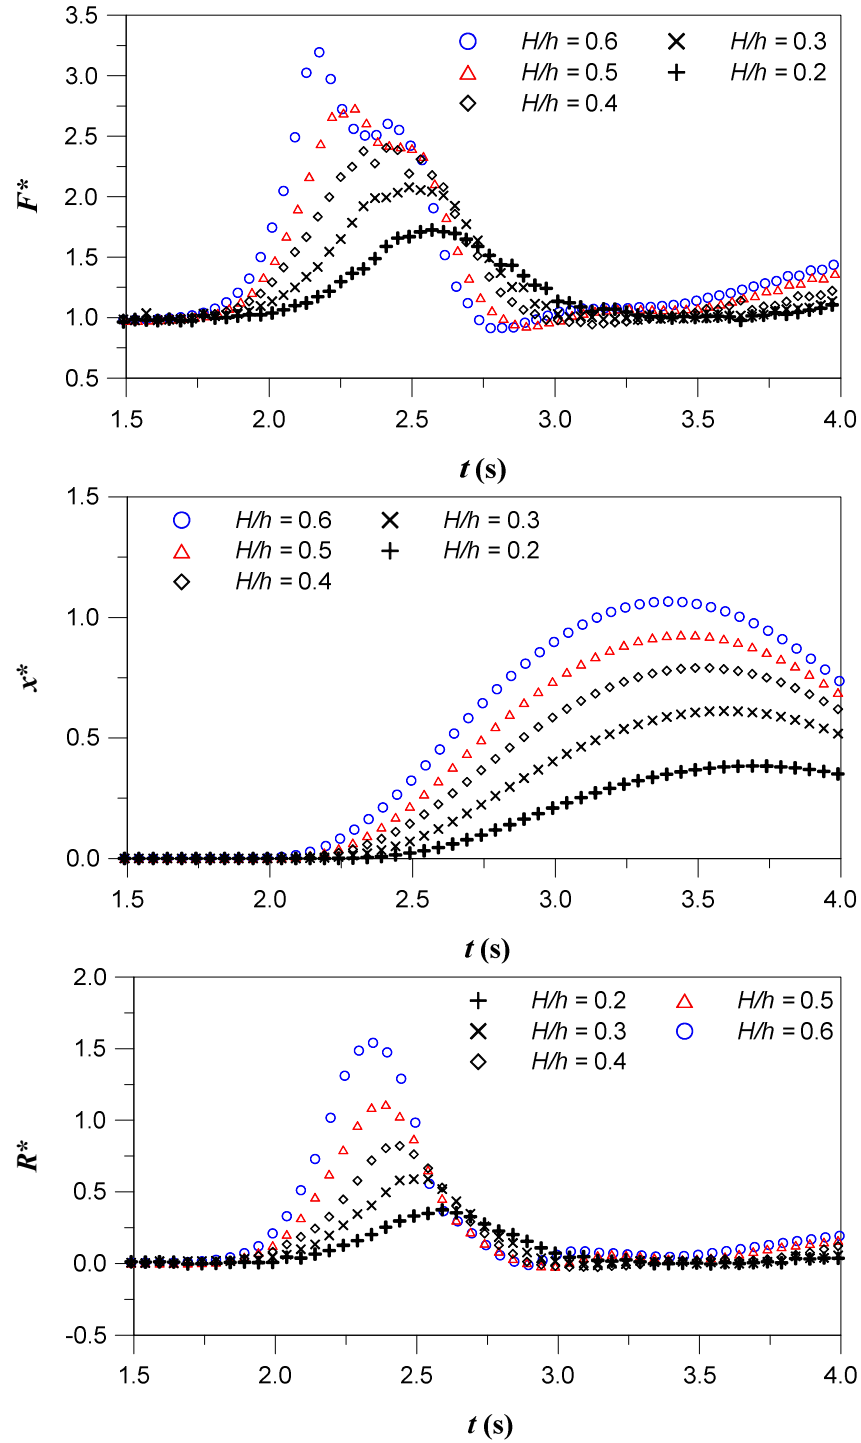 3.5
3.0
2.5
2.0
1.5
1.0
0.5
F*
H/h = 0.6
H/h = 0.3
H/h = 0.5
H/h = 0.2
H/h = 0.4
1.5 2.0 2.5 3.0 3.5 4.0
t (s)
1.5
1.0
0.5
0.0
x*
H/h = 0.6
H/h = 0.3
H/h = 0.5
H/h = 0.2
H/h = 0.4
1.5 2.0 2.5 3.0 3.5 4.0
t (s)
2.0
1.5
1.0
0.5
0.0
-0.5
R*
H/h = 0.2
H/h = 0.5
H/h = 0.3
H/h = 0.6
H/h = 0.4
1.5 2.0 2.5 3.0 3.5 4.0
t (s)